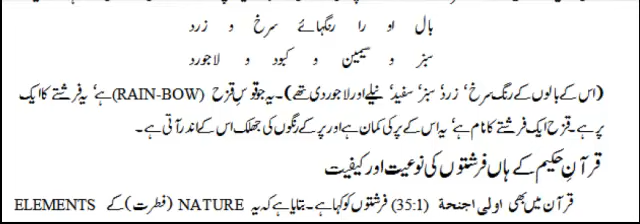 بال او را رنگہائے سرخ و زرد
سبز و سیمین و کبود و لاجورد
(اس کے بالوں کے رنگ سرخ‘ زرد‘ سبز‘ سفید‘ نیلے اور لاجوردی تھے)۔ یہ جو قوسِ قزح (RAIN-BOW) ہے‘ یہ فرشتے کا ایک
پر ہے۔ قزح ایک فرشتے کا نام ہے‘ یہ اس کے پر کی کمان ہے اور پر کے رنگوں کی جھلک اس کے اندر آتی ہے۔
قرآنِ حکیم کے ہاں فرشتوں کی نوعیت اور کیفیت
قرآن میں بھی اولی اجنحة (35:1) فرشتوں کو کہا ہے۔ بتایا ہے کہ یہ NATURE (فطرت) کے ELEMENTS